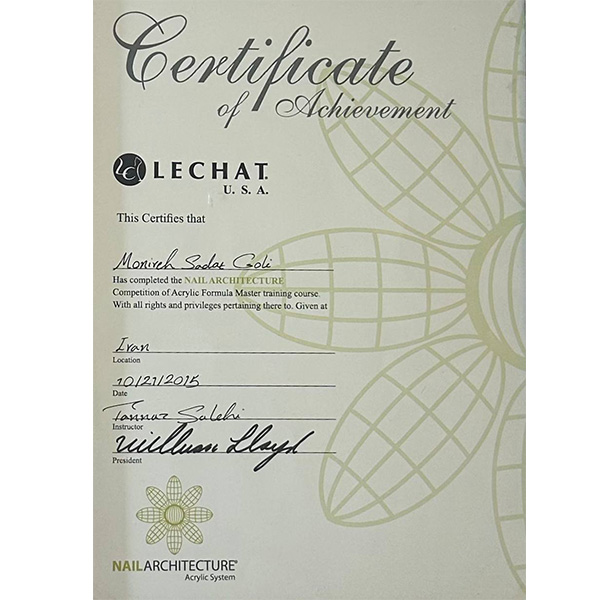 Certificate
of Achievement
LECHAT
U. S. A.
This Certifies that
Monireh Sadat Goli
Has completed the NAIL ARCHITECTURE
Competition of Acrylic Formula Master training course.
With all rights and privileges pertaining there to. Given at
Iran
Location
10/21/2015
Date
Tannaz Salehi
Instructor
William Lloyd
President
NAILARCHITECTURE®
Acrylic System